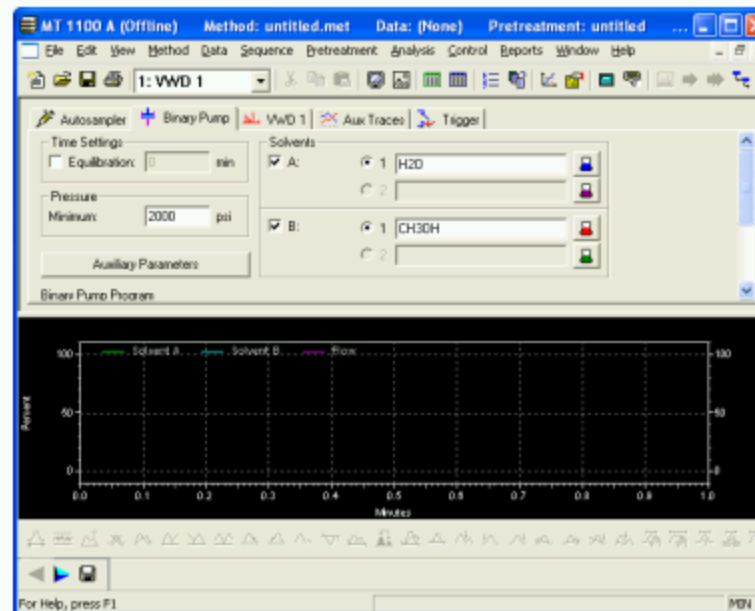 MT 1100 A (Offline) Method: untitled.met Data: (None) Pretreatment: untitled ...
File Edit View Method Data Sequence Pretreatment Analysis Control Reports Window Help
1: VWD 1
Autosampler Binary Pump VWD 1 Aux Traces Trigger
Time Settings
Equilibration: 0 min
Pressure
Minimum: 2000 psi
Auxiliary Parameters
Solvents
A: 1 H2O
2
B: 1 CH3OH
2
Binary Pump Program
Solvent A Solvent B Flow
100 100
50 50
0 0
Percent
0.0 0.1 0.2 0.3 0.4 0.5 0.6 0.7 0.8 0.9 1.0
Minutes
For Help, press F1